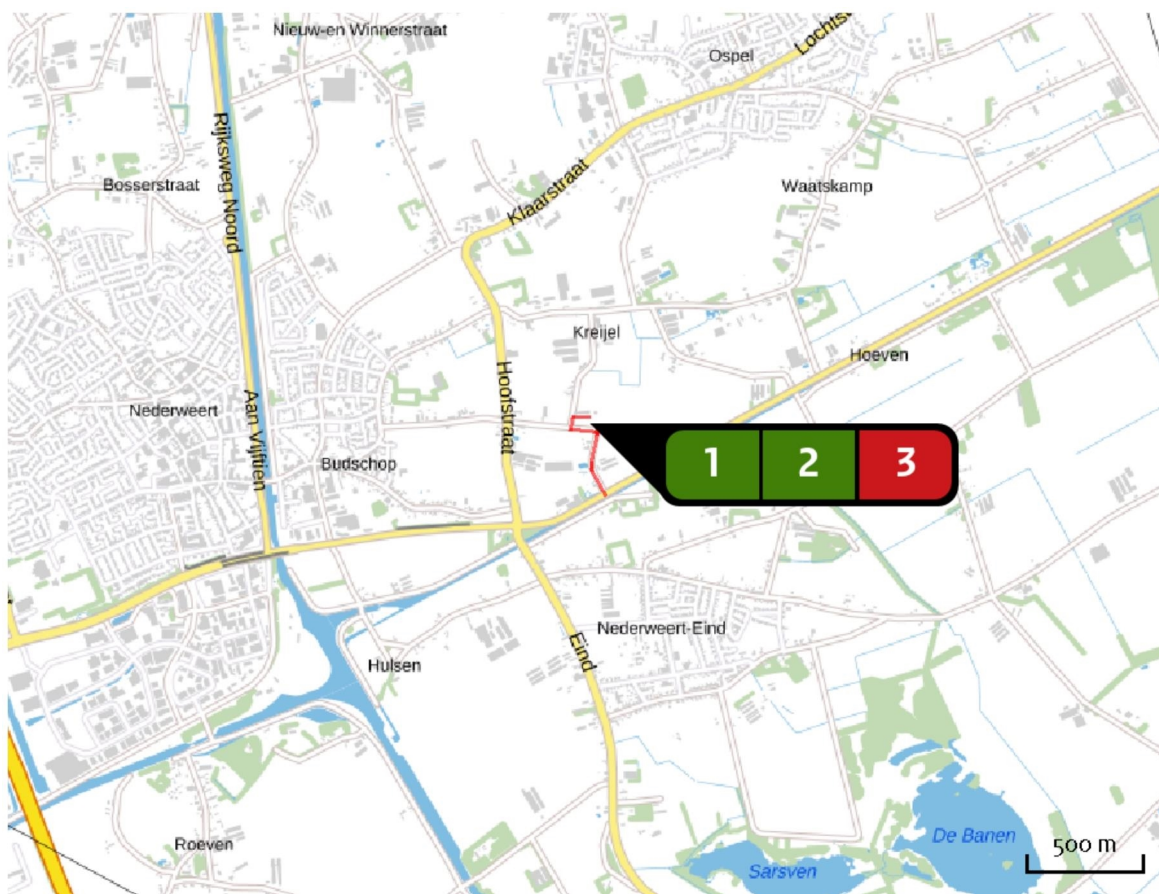 Nieuw-en Winnerstraat
Lochtst
Ospel
Rijksweg Noord
Klaarstraat
Bosserstraat
Waatskamp
Kreijel
Hoeven
Hoofstraat
Aan Vijftien
Nederweert
Budschop
1 2 3
Nederweert-Eind
Eind
Hulsen
Roeven
De Banen
500 m
Sarsven